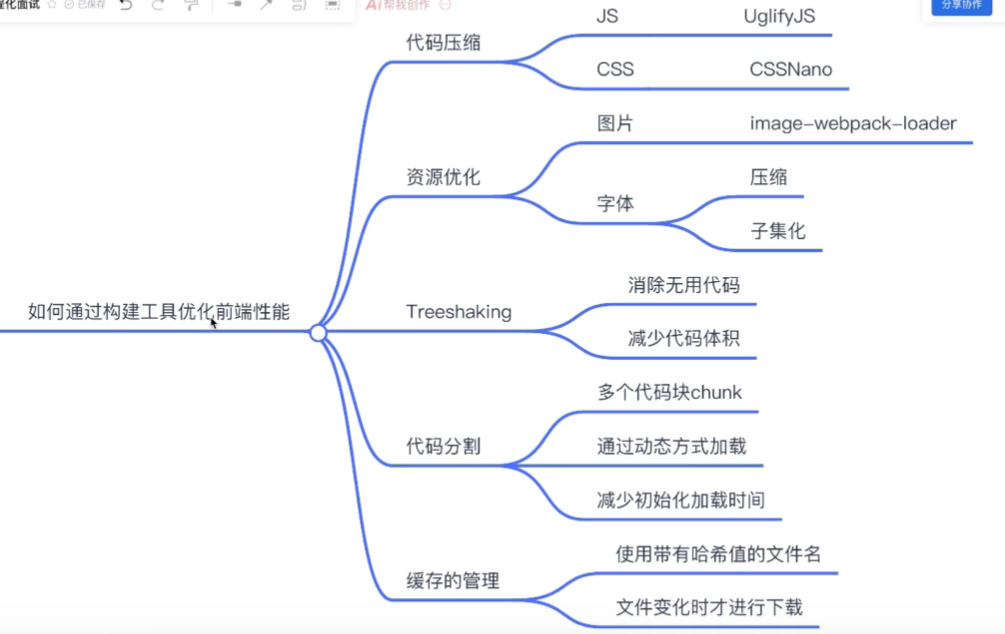 程化面试 已保存 Ai帮我创作 分享协作
代码压缩
JS UglifyJS
CSS CSSNano
资源优化
图片 image-webpack-loader
字体
压缩
子集化
如何通过构建工具优化前端性能
Treeshaking
消除无用代码
减少代码体积
代码分割
多个代码块chunk
通过动态方式加载
减少初始化加载时间
缓存的管理
使用带有哈希值的文件名
文件变化时才进行下载